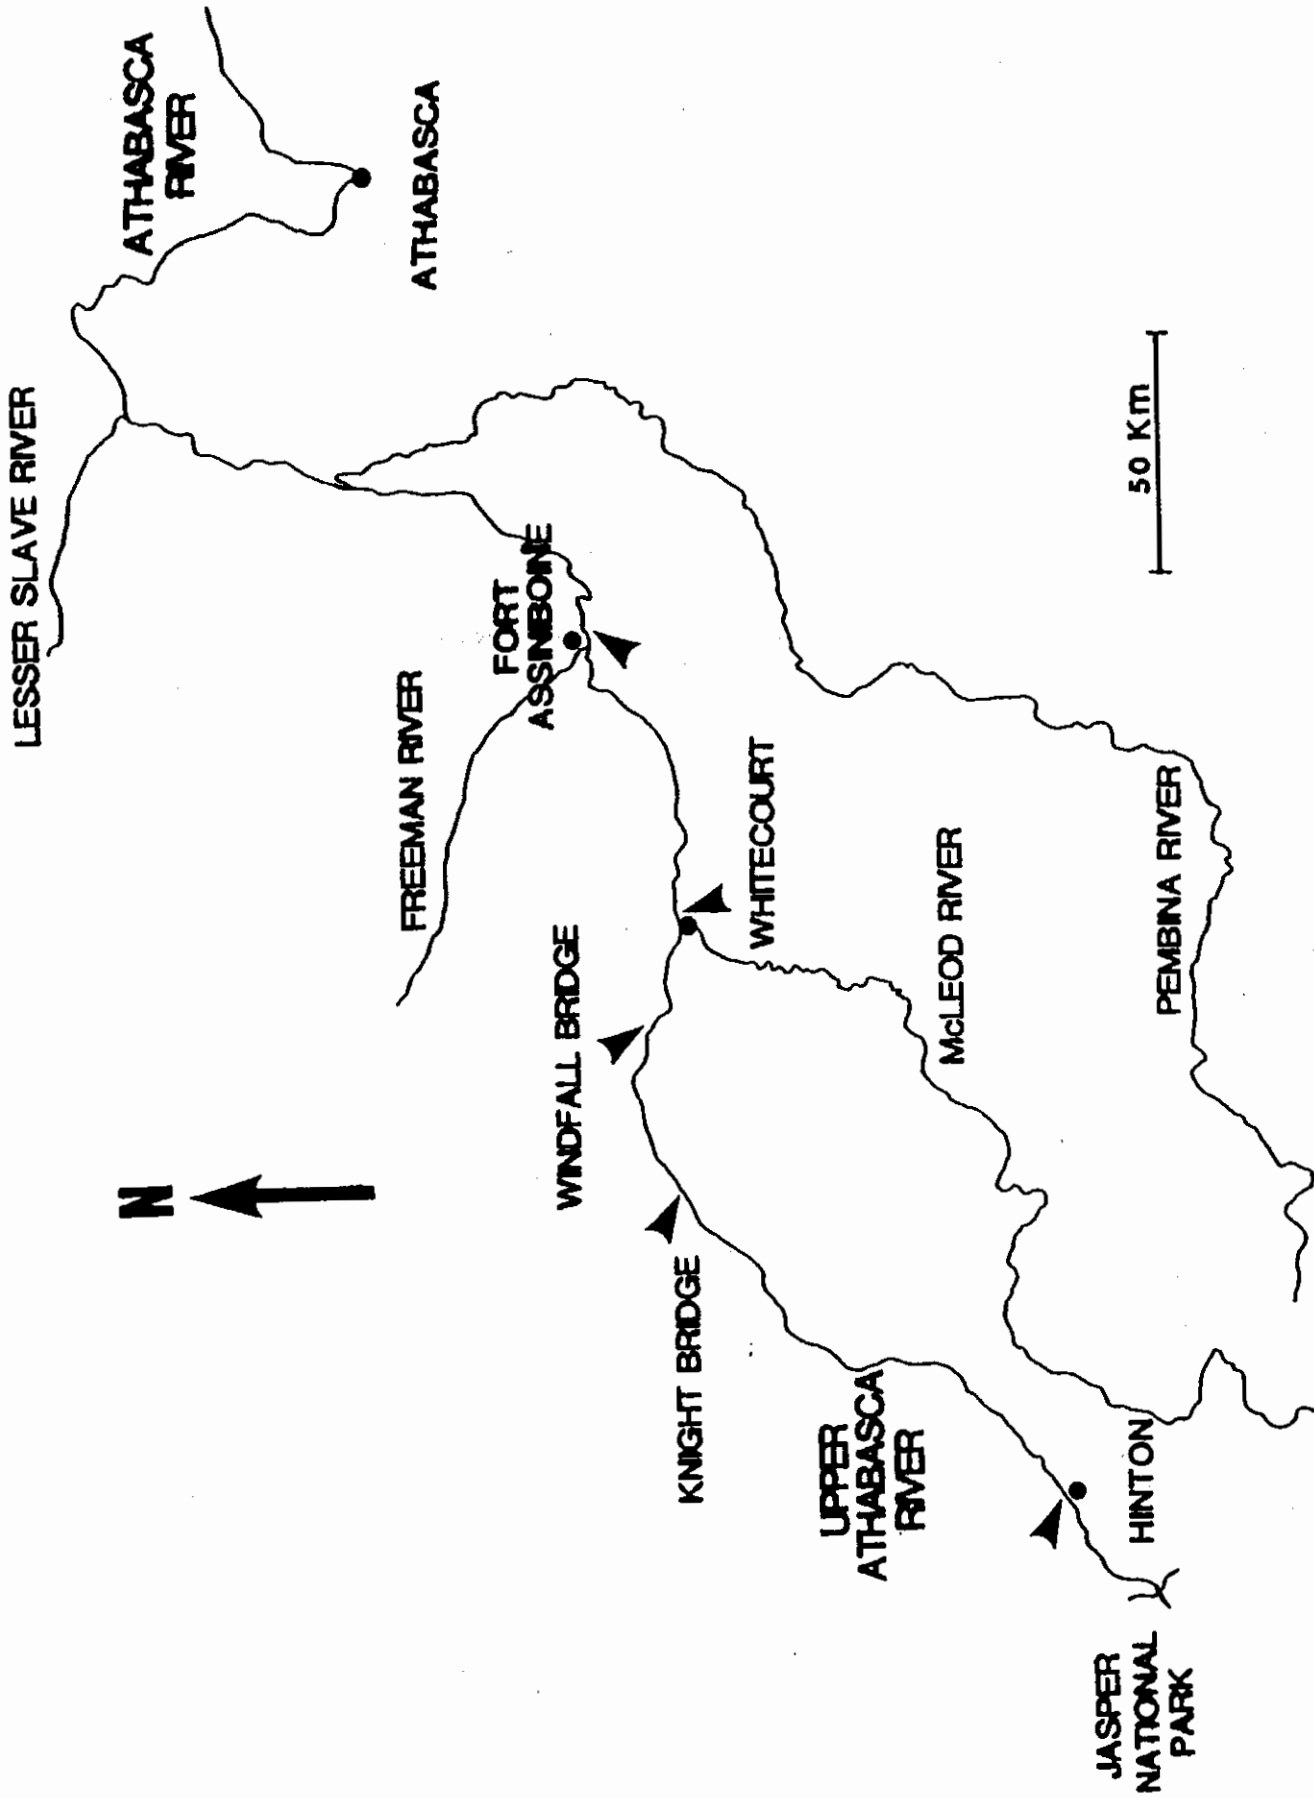 LESSER SLAVE RIVER
ATHABASCA
RIVER
ATHABASCA
N
FREEMAN RIVER
FORT
ASSINIBOINE
WINDFALL BRIDGE
KNIGHT BRIDGE
WHITECOURT
UPPER
ATHABASCA
RIVER
McLEOD RIVER
PEMBINA RIVER
50 Km
HINTON
JASPER
NATIONAL
PARK